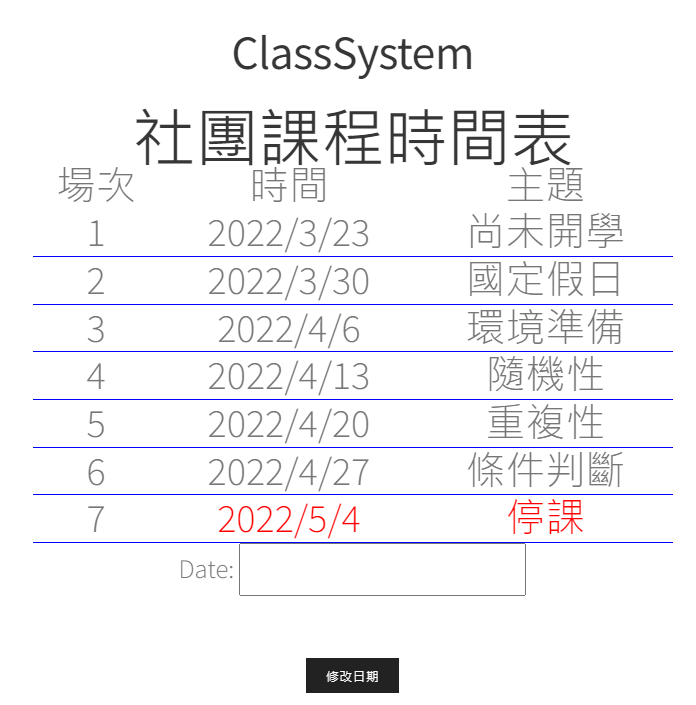 ClassSystem
社團課程時間表
場次 時間 主題
1 2022/3/23 尚未開學
2 2022/3/30 國定假日
3 2022/4/6 環境準備
4 2022/4/13 隨機性
5 2022/4/20 重複性
6 2022/4/27 條件判斷
7 2022/5/4 停課
Date:
修改日期